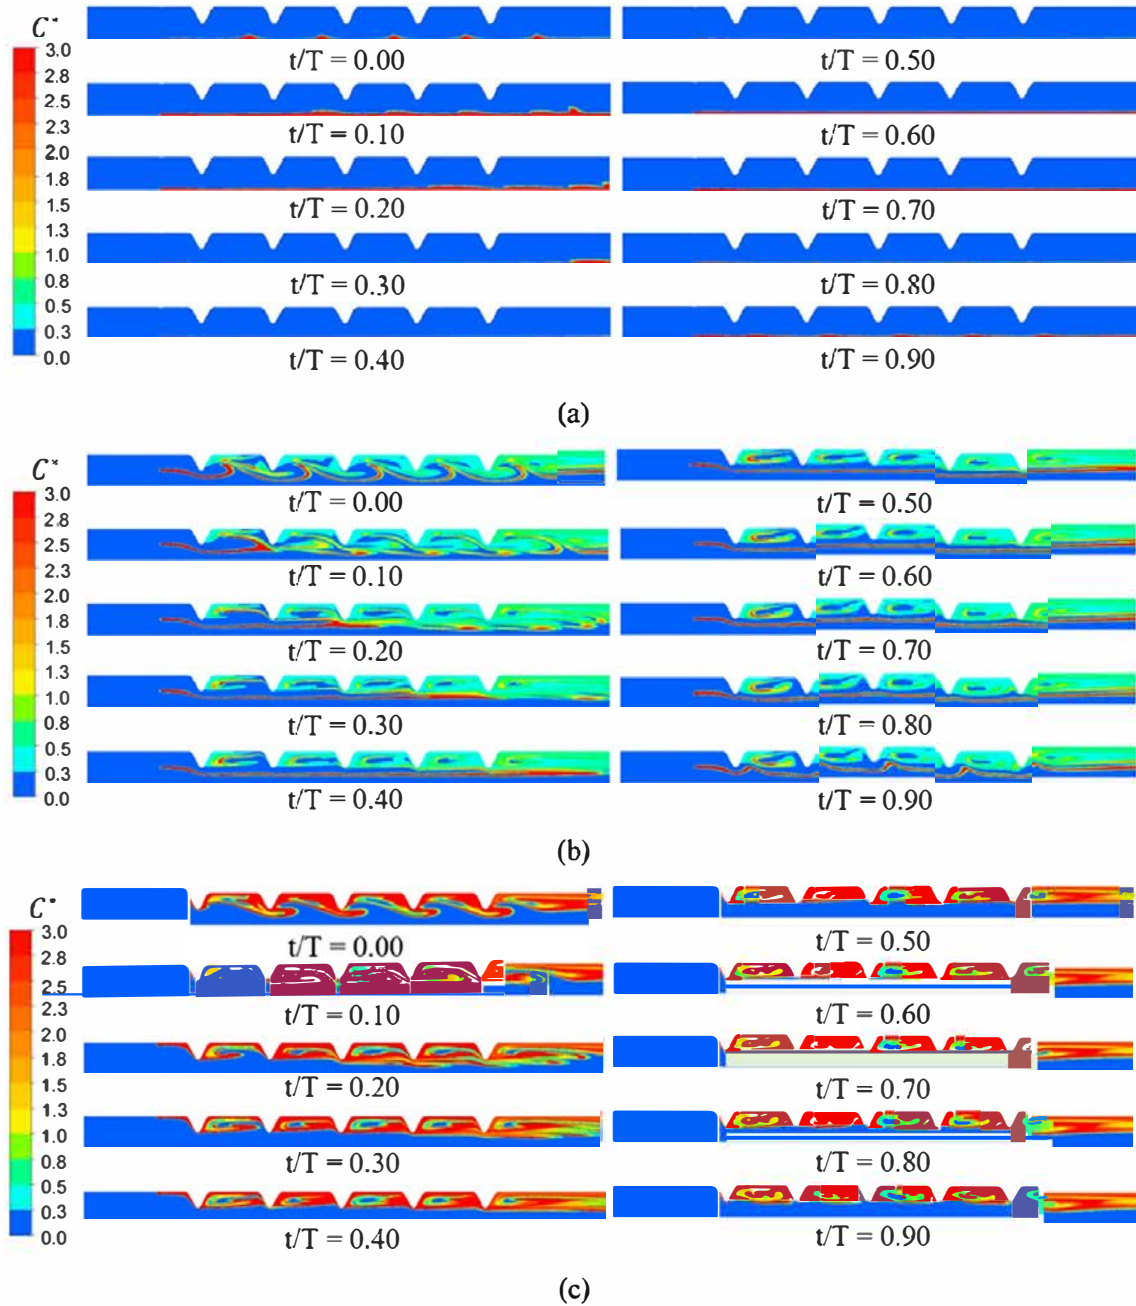 C*
3.0
2.8
2.5
2.3
2.0
1.8
1.5
1.3
1.0
0.8
0.5
0.3
0.0
t/T = 0.00
t/T = 0.50
t/T = 0.10
t/T = 0.60
t/T = 0.20
t/T = 0.70
t/T = 0.30
t/T = 0.80
t/T = 0.40
t/T = 0.90
(a)
C*
3.0
2.8
2.5
2.3
2.0
1.8
1.5
1.3
1.0
0.8
0.5
0.3
0.0
t/T = 0.00
t/T = 0.50
t/T = 0.10
t/T = 0.60
t/T = 0.20
t/T = 0.70
t/T = 0.30
t/T = 0.80
t/T = 0.40
t/T = 0.90
(b)
C*
3.0
2.8
2.5
2.3
2.0
1.8
1.5
1.3
1.0
0.8
0.5
0.3
0.0
t/T = 0.00
t/T = 0.50
t/T = 0.10
t/T = 0.60
t/T = 0.20
t/T = 0.70
t/T = 0.30
t/T = 0.80
t/T = 0.40
t/T = 0.90
(c)